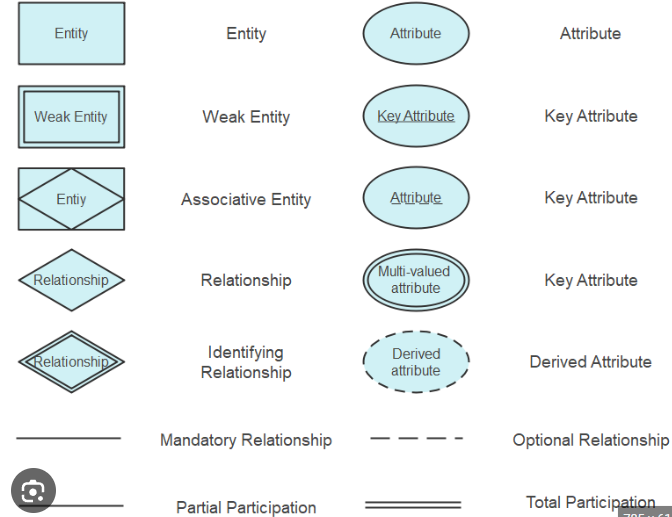 Entity Entity Attribute Attribute
Weak Entity Weak Entity Key Attribute Key Attribute
Entiy Associative Entity Attribute Key Attribute
Relationship Relationship Multi-valued attribute Key Attribute
Relationship Identifying Relationship Derived attribute Derived Attribute
Mandatory Relationship Optional Relationship
Partial Participation Total Participation